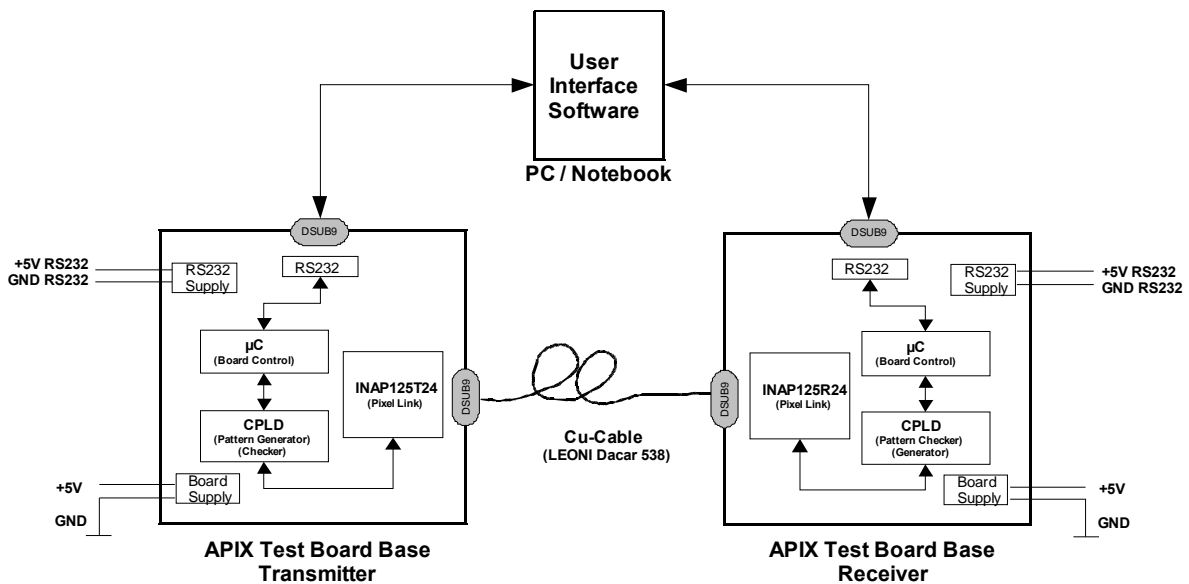 User
Interface
Software
PC / Notebook
DSUB9
+5V RS232
GND RS232
RS232
Supply
RS232
µC
(Board Control)
INAP125T24
(Pixel Link)
CPLD
(Pattern Generator)
(Checker)
DSUB9
Board
Supply
+5V
GND
APIX Test Board Base
Transmitter
Cu-Cable
(LEONI Dacar 538)
DSUB9
RS232
RS232
Supply
+5V RS232
GND RS232
µC
(Board Control)
DSUB9
INAP125R24
(Pixel Link)
CPLD
(Pattern Checker)
(Generator)
Board
Supply
+5V
GND
APIX Test Board Base
Receiver